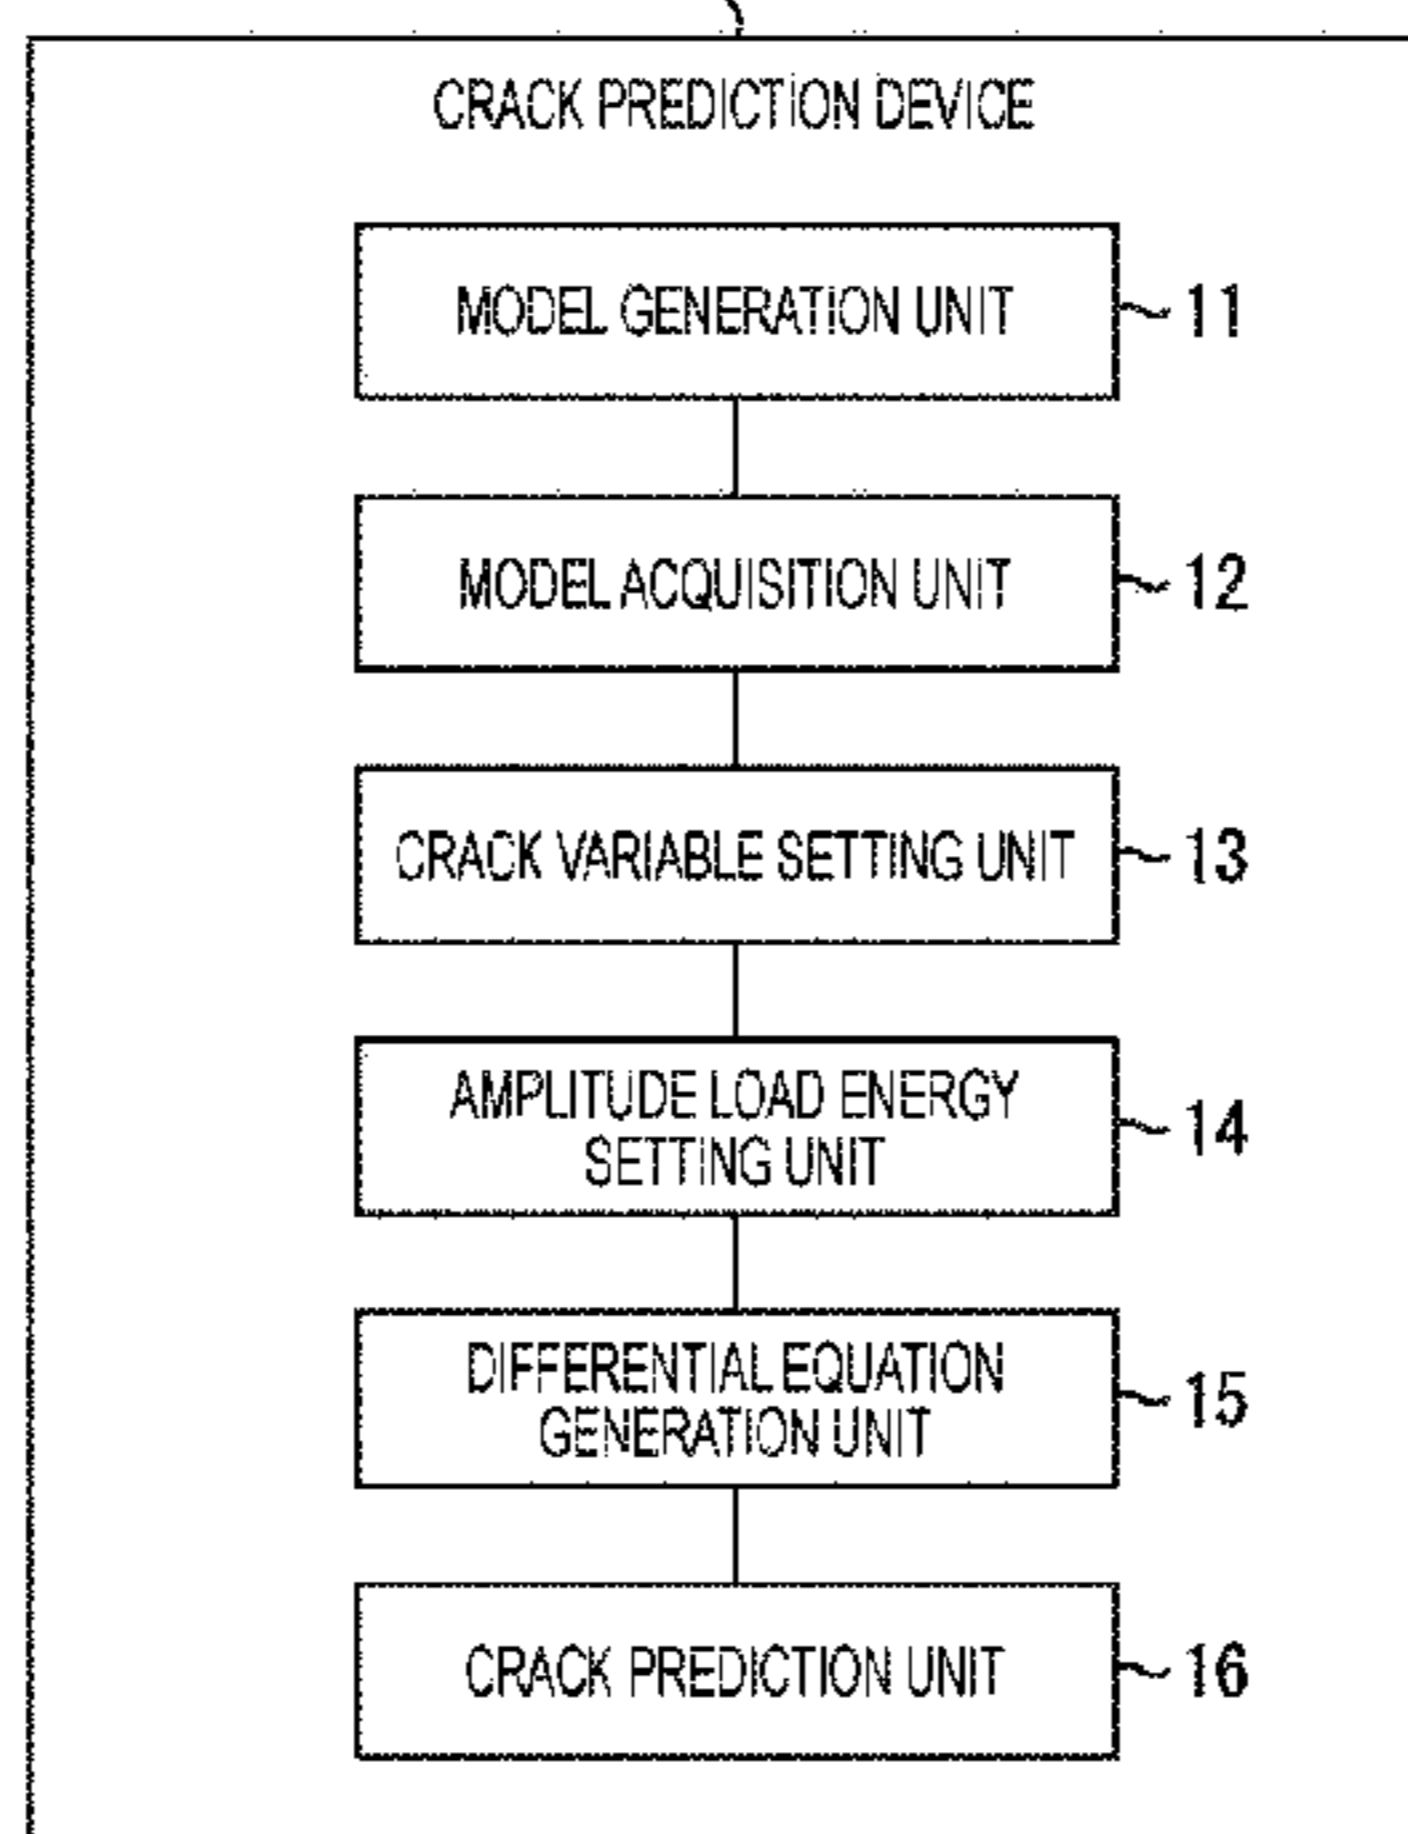 CRACK PREDICTION DEVICE
MODEL GENERATION UNIT
11
MODEL ACQUISITION UNIT
12
CRACK VARIABLE SETTING UNIT
13
AMPLITUDE LOAD ENERGY
SETTING UNIT
14
DIFFERENTIAL EQUATION
GENERATION UNIT
15
CRACK PREDICTION UNIT
16